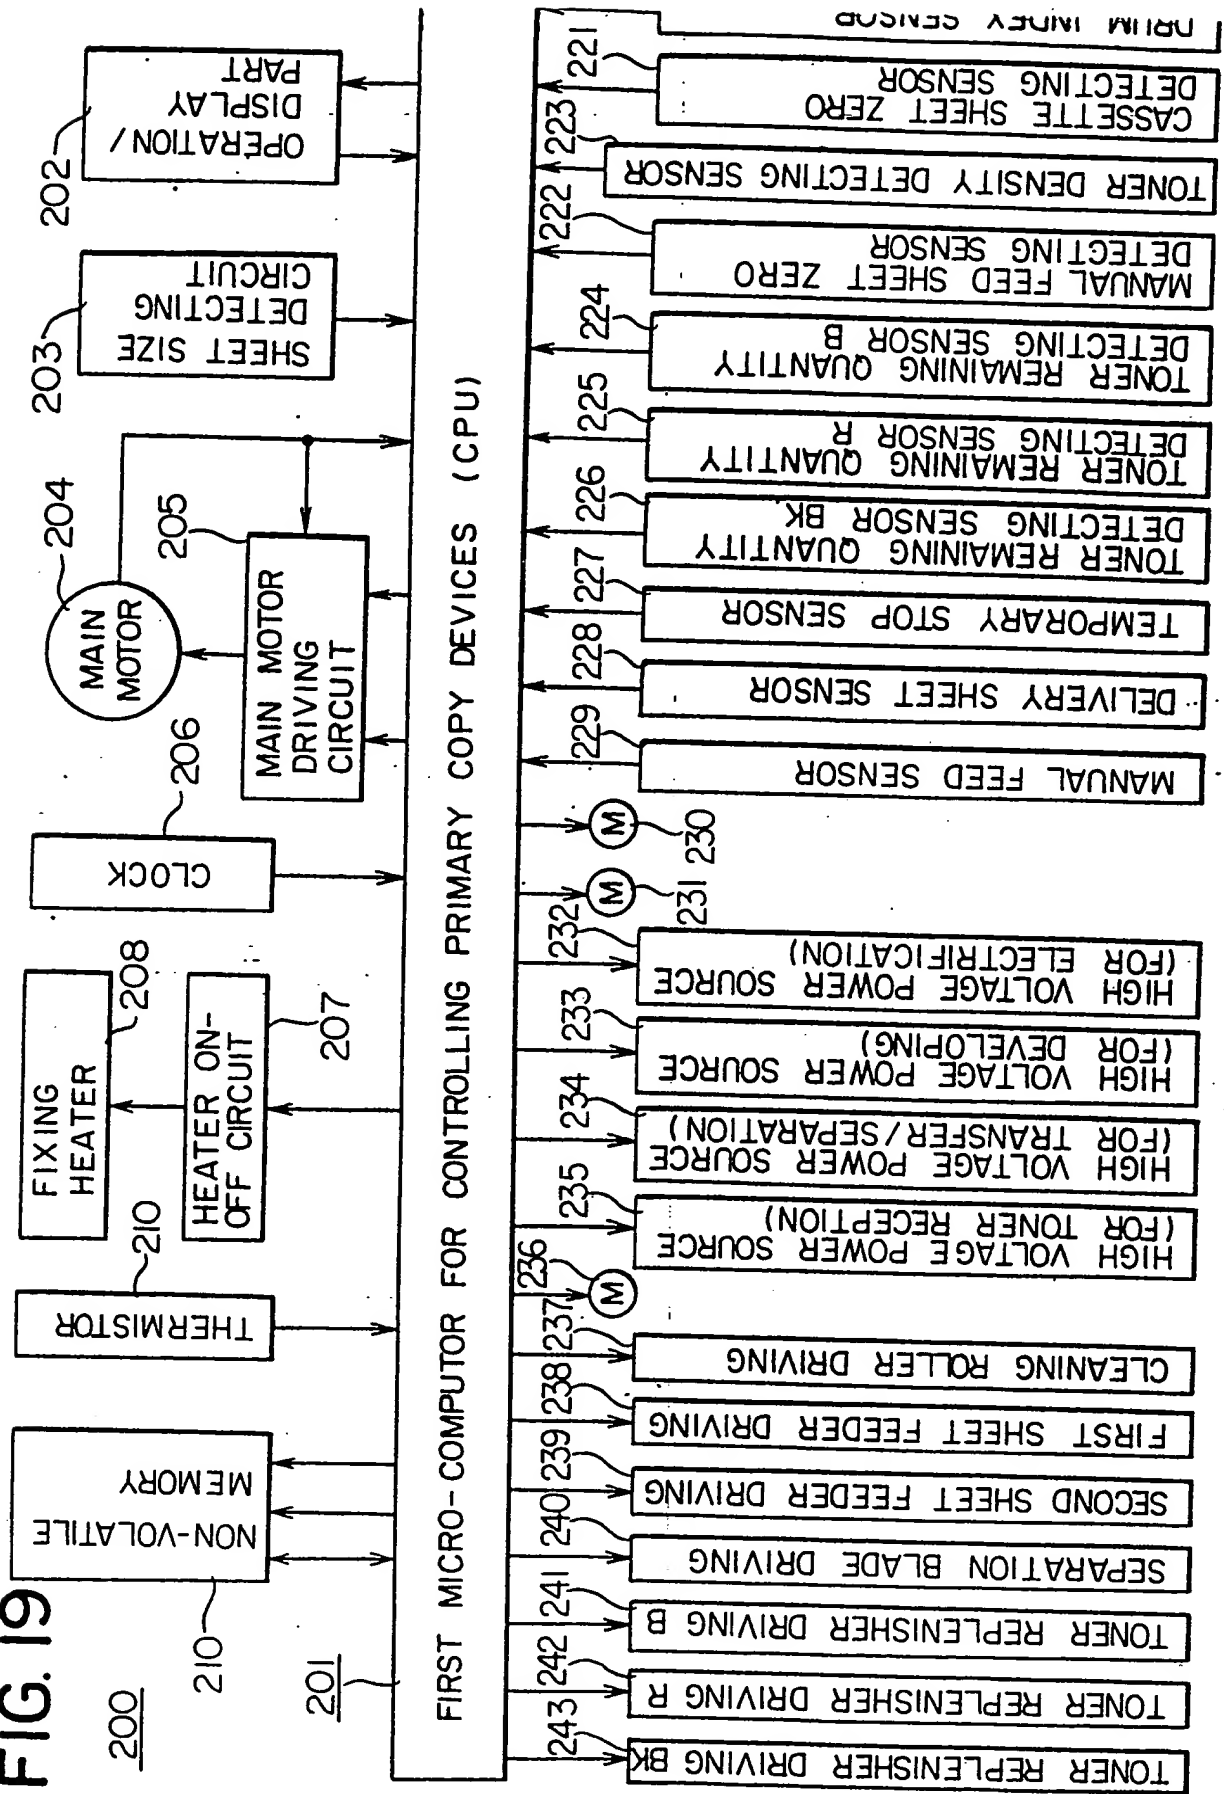 FIG. 19
200
210
NON-VOLATILE
MEMORY
210
THERMISTOR
208
FIXING
HEATER
207
HEATER ON-
OFF CIRCUIT
206
CLOCK
204
MAIN
MOTOR
205
MAIN MOTOR
DRIVING
CIRCUIT
203
SHEET SIZE
DETECTING
CIRCUIT
202
OPERATION/
DISPLAY
PART
201
FIRST MICRO-COMPUTOR FOR CONTROLLING PRIMARY COPY DEVICES (CPU)
243
TONER REPLENISHER DRIVING BK
242
TONER REPLENISHER DRIVING R
241
TONER REPLENISHER DRIVING B
240
SEPARATION BLADE DRIVING
239
SECOND SHEET FEEDER DRIVING
238
FIRST SHEET FEEDER DRIVING
237
CLEANING ROLLER DRIVING
236
M
235
HIGH VOLTAGE POWER SOURCE
(FOR TONER RECEPTION)
234
HIGH VOLTAGE POWER SOURCE
(FOR TRANSFER/SEPARATION)
233
HIGH VOLTAGE POWER SOURCE
(FOR DEVELOPING)
232
HIGH VOLTAGE POWER SOURCE
(FOR ELECTRIFICATION)
M
231
M
230
229
MANUAL FEED SENSOR
228
DELIVERY SHEET SENSOR
227
TEMPORARY STOP SENSOR
226
TONER REMAINING QUANTITY
DETECTING SENSOR BK
225
TONER REMAINING QUANTITY
DETECTING SENSOR R
224
TONER REMAINING QUANTITY
DETECTING SENSOR B
222
MANUAL FEED SHEET ZERO
DETECTING SENSOR
223
TONER DENSITY DETECTING SENSOR
221
CASSETTE SHEET ZERO
DETECTING SENSOR
DRUM INDEX SENSOR